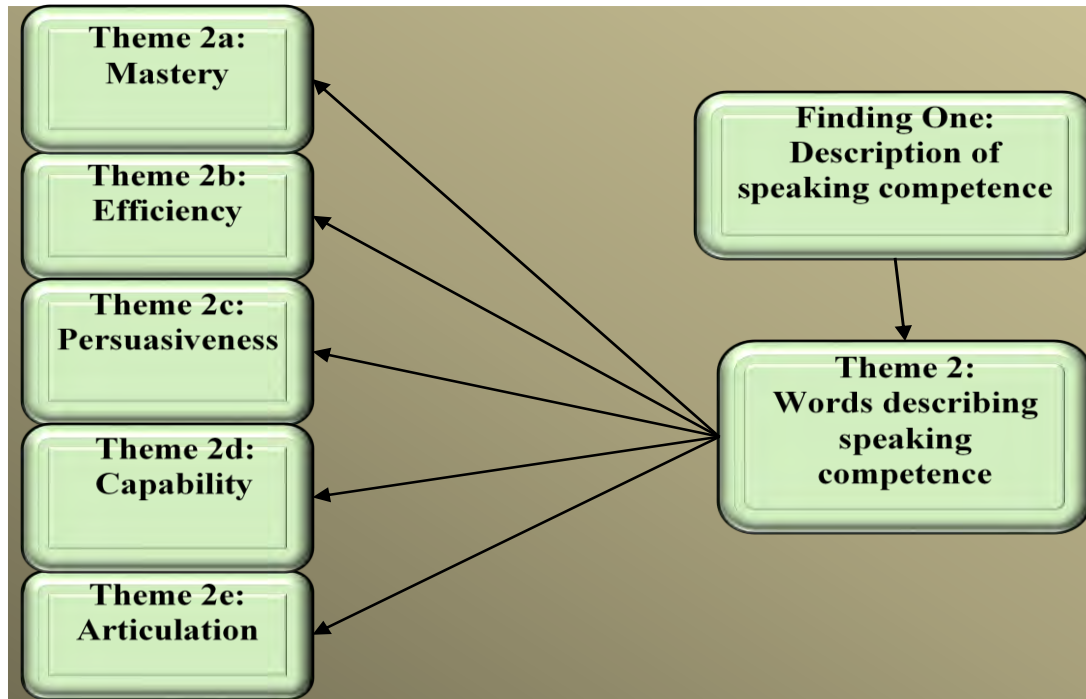 Theme 2a:
Mastery
Theme 2b:
Efficiency
Theme 2c:
Persuasiveness
Theme 2d:
Capability
Theme 2e:
Articulation
Finding One:
Description of
speaking competence
Theme 2:
Words describing
speaking
competence